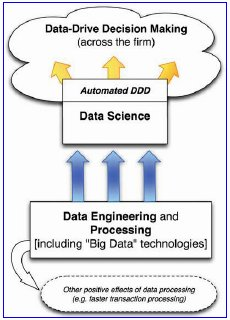 Data-Drive Decision Making
(across the firm)
Automated DDD
Data Science
Data Engineering and
Processing
[including "Big Data" technologies]
Other positive effects of data processing
(e.g. faster transaction processing)